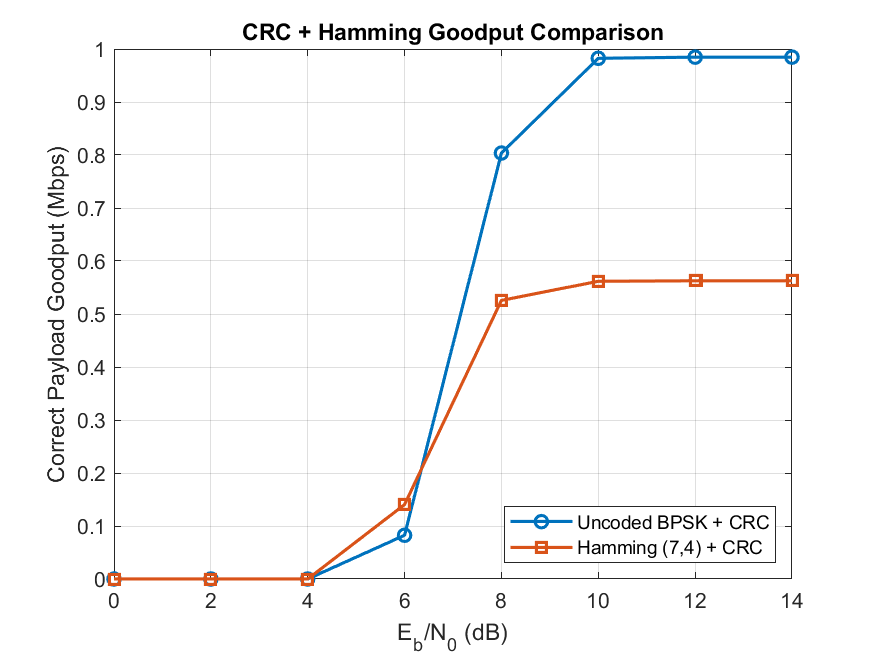 CRC + Hamming Goodput Comparison
Correct Payload Goodput (Mbps)
1
0.9
0.8
0.7
0.6
0.5
0.4
0.3
0.2
0.1
0
0 2 4 6 8 10 12 14
E_b/N_0 (dB)
Uncoded BPSK + CRC
Hamming (7,4) + CRC